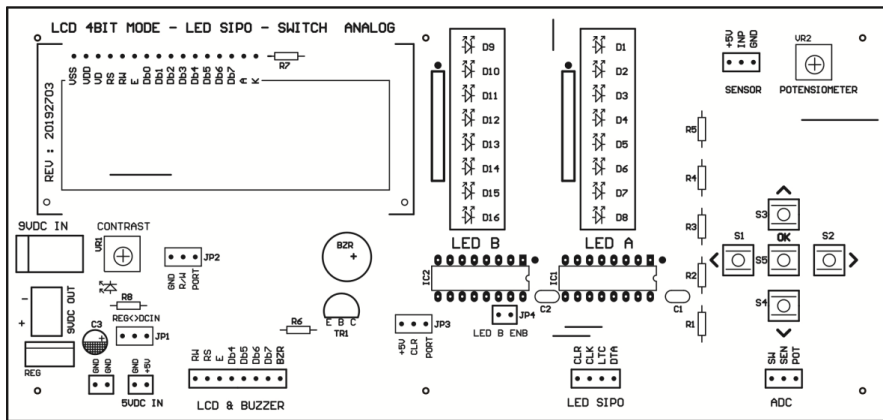 LCD 4BIT MODE - LED SIPO - SWITCH ANALOG
R7
VSS
VDD
VD
RS
RW
E
Db0
Db1
Db2
Db3
Db4
Db5
Db6
Db7
A
K
REV : 20192703
D9
D10
D11
D12
D13
D14
D15
D16
LED B
D1
D2
D3
D4
D5
D6
D7
D8
LED A
+5V
INP
GND
SENSOR
VR2
POTENSIOMETER
R5
R4
R3
R2
R1
S3
S1
OK
S2
S5
S4
9VDC IN
CONTRAST
VR1
JP2
GND
R/W
PORT
BZR
IC2
IC1
C2
C1
-
+
9VDC OUT
R8
REG<>DCIN
C3
JP1
REG
GND
GND
GND
+5V
5VDC IN
E B C
TR1
R6
JP3
+5V
CLR
PORT
JP4
LED B ENB
RW
RS
E
Db4
Db5
Db6
Db7
BZR
LCD & BUZZER
CLR
CLK
LTC
DTA
LED SIPO
SW
SEN
POT
ADC